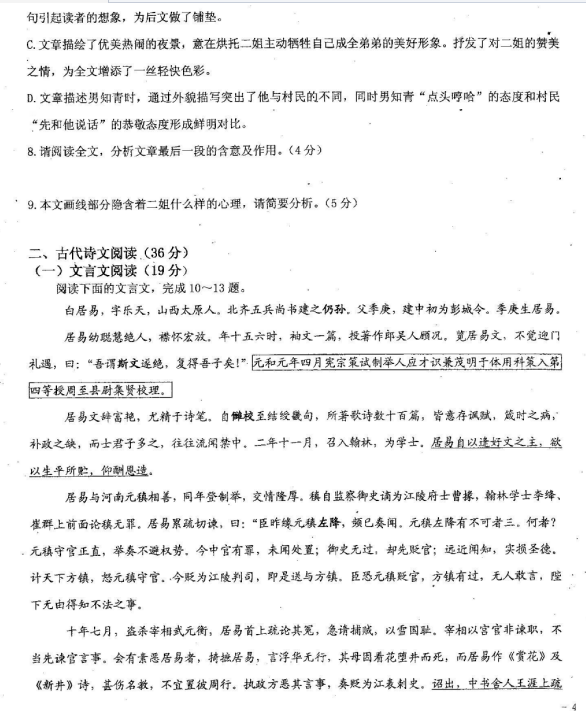 句引起读者的想象，为后文做了铺垫。
C.文章描绘了优美热闹的夜景，意在烘托二姐主动牺牲自己成全弟弟的美好形象。抒发了对二姐的赞美
之情，为全文增添了一丝轻快色彩。
D.文章描述男知青时，通过外貌描写突出了他与村民的不同，同时男知青“点头哼哈”的态度和村民
“先和他说话”的恭敬态度形成鲜明对比。
8.请阅读全文，分析文章最后一段的含意及作用。（4分）
9.本文画线部分隐含着二姐什么样的心理，请简要分析。（5分）
二、古代诗文阅读（36分）
（一）文言文阅读（19分）
阅读下面的文言文，完成10～13题。
白居易，字乐天，山西太原人。北齐五兵尚书建之仍孙。父季庚，建中初为彭城令。季庚生居易。
居易幼聪慧绝人，襟怀宏放。年十五六时，袖文一篇，投著作郎吴人顾况。览居易文，不觉迎门
礼遇，曰：“吾谓斯文遂绝，复得吾子矣！”元和元年四月宪宗策试制举人应才识兼茂明于体用科策入第
四等授周至县尉集贤校理。
居易文辞富艳，尤精于诗笔。自雠校至结绶畿甸，所著歌诗数十百篇，皆意存讽赋，箴时之病，
补政之缺，而士君子多之，往往流闻禁中。二年十一月，召入翰林，为学士。居易自以逢好文之主，欲
以生平所贮，仰酬恩造。
居易与河南元稹相善，同年登制举，交情隆厚。稹自监察御史谪为江陵府士曹掾，翰林学士李绛、
崔群上前面论稹无罪。居易累疏切谏，曰：“臣昨缘元稹左降，频已奏闻。元稹左降有不可者三。何者？
元稹守官正直，举奏不避权势。今中官有罪，未闻处置；御史无过，却先贬官；远近闻知，实损圣德。
计天下方镇，怒元稹守官。今贬为江陵判司，即是送与方镇。臣恐元稹贬官，方镇有过，无人敢言，陛
下无由得知不法之事。
十年七月，盗杀宰相武元衡，居易首上疏论其冤，急请捕贼，以雪国耻。宰相以宫官非谏职，不
当先谏官言事。会有素恶居易者，掎摭居易，言浮华无行，其母因看花堕井而死，而居易作《赏花》及
《新井》诗，甚伤名教，不宜置彼周行。执政方恶其言事，奏贬为江表刺史。诏出，中书舍人王涯上疏
- 4